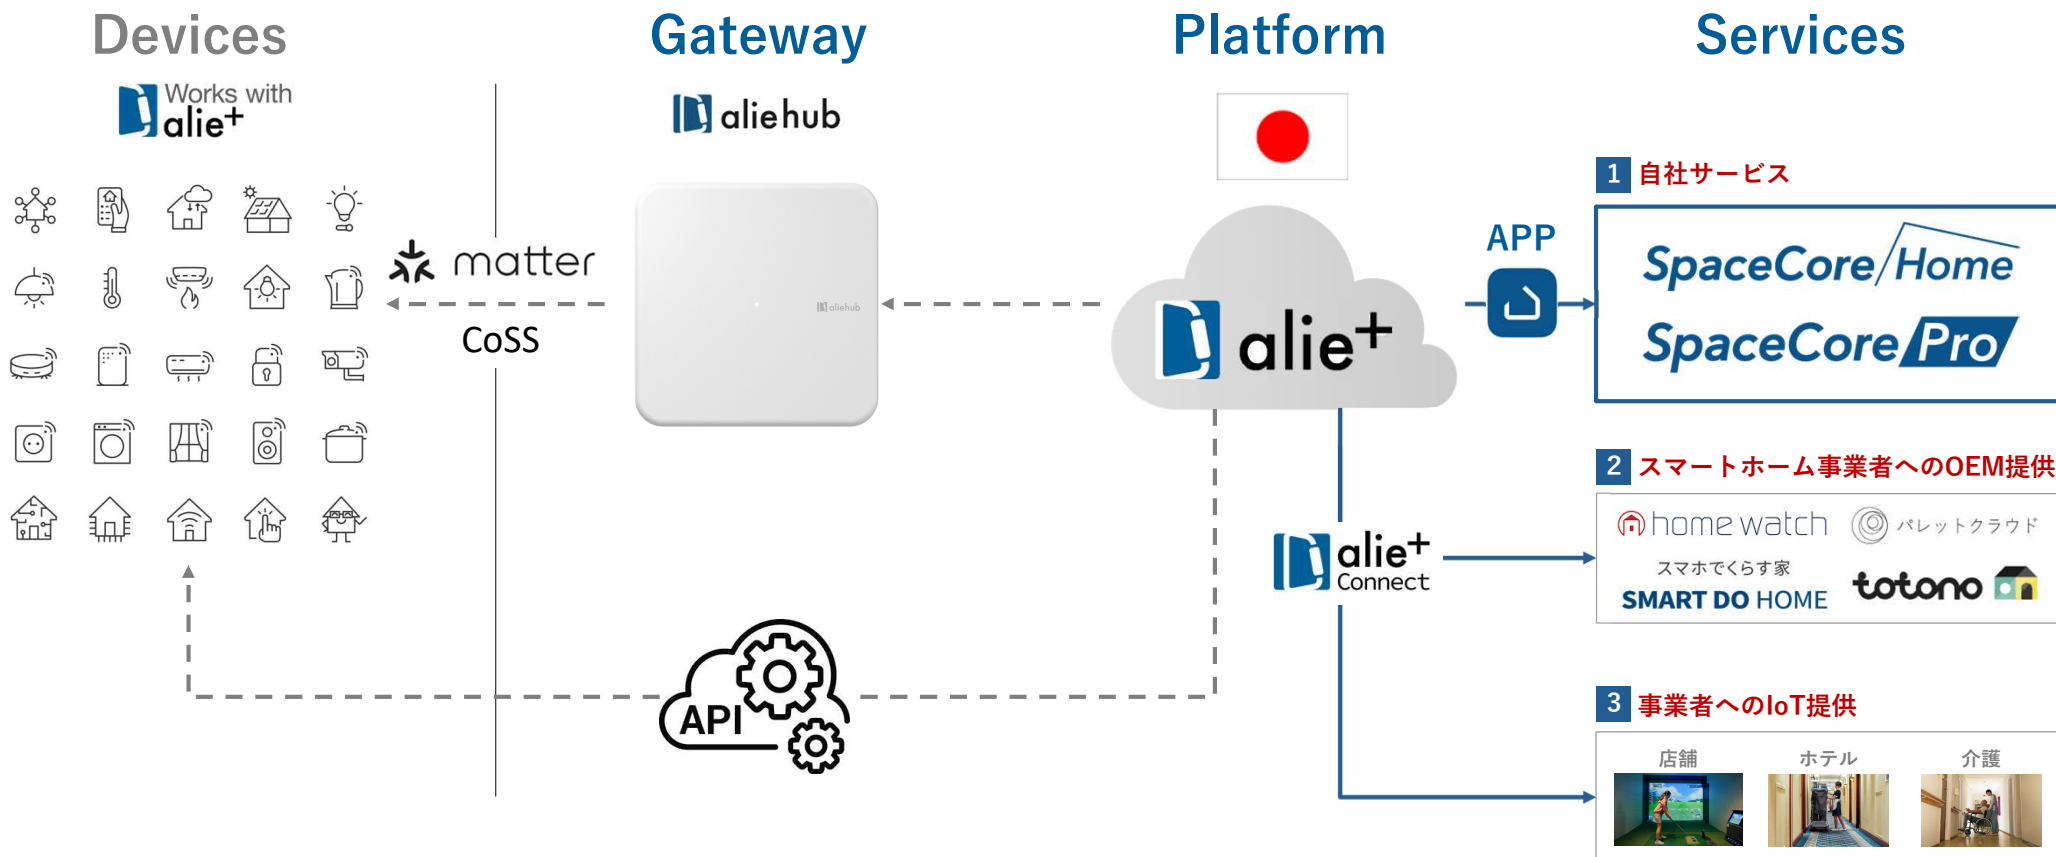 Devices
Gateway
Platform
Services
Works with
alie+
aliehub
matter
CoSS
aliehub
alie+
APP
1 自社サービス
SpaceCore/Home
SpaceCore Pro
2 スマートホーム事業者へのOEM提供
home watch
パレットクラウド
スマホでくらす家
SMART DO HOME
totono
alie+
Connect
API
3 事業者へのIoT提供
店舗
ホテル
介護